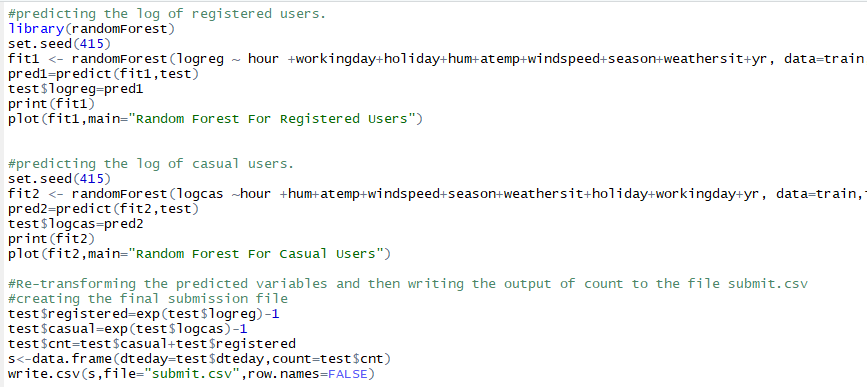 #predicting the log of registered users.
library(randomForest)
set.seed(415)
fit1 <- randomForest(logreg ~ hour +workingday+holiday+hum+atemp+windspeed+season+weathersit+yr, data=train
pred1=predict(fit1,test)
test$logreg=pred1
print(fit1)
plot(fit1,main="Random Forest For Registered Users")
#predicting the log of casual users.
set.seed(415)
fit2 <- randomForest(logcas ~hour +hum+atemp+windspeed+season+weathersit+holiday+workingday+yr, data=train,
pred2=predict(fit2,test)
test$logcas=pred2
print(fit2)
plot(fit2,main="Random Forest For Casual Users")
#Re-transforming the predicted variables and then writing the output of count to the file submit.csv
#creating the final submission file
test$registered=exp(test$logreg)-1
test$casual=exp(test$logcas)-1
test$cnt=test$casual+test$registered
s<-data.frame(dteday=test$dteday,count=test$cnt)
write.csv(s,file="submit.csv",row.names=FALSE)